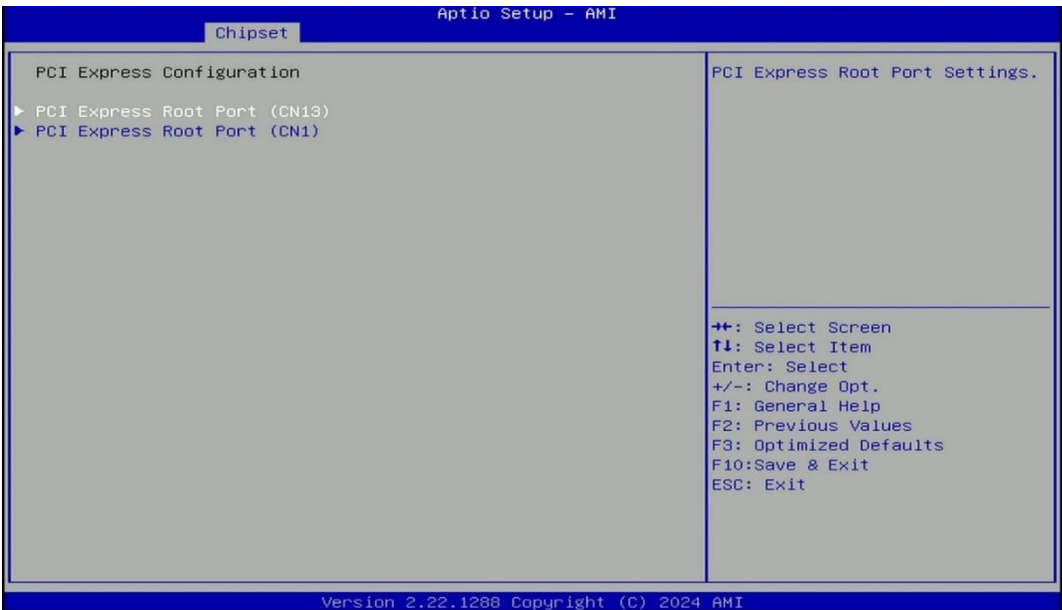 Aptio Setup – AMI
Chipset
PCI Express Configuration
▶ PCI Express Root Port (CN13)
▶ PCI Express Root Port (CN1)
PCI Express Root Port Settings.
→←: Select Screen
↑↓: Select Item
Enter: Select
+/-: Change Opt.
F1: General Help
F2: Previous Values
F3: Optimized Defaults
F10:Save & Exit
ESC: Exit
Version 2.22.1288 Copyright (C) 2024 AMI